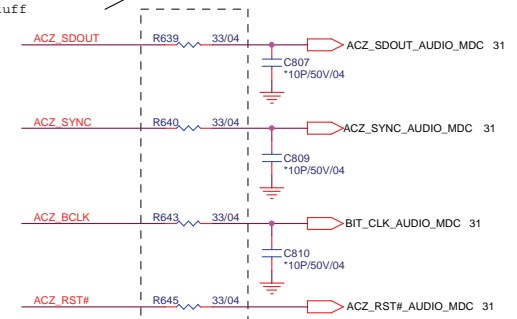 uff
ACZ_SDOUT R639 33/04 ACZ_SDOUT_AUDIO_MDC 31
C807
*10P/50V/04
ACZ_SYNC R640 33/04 ACZ_SYNC_AUDIO_MDC 31
C809
*10P/50V/04
ACZ_BCLK R643 33/04 BIT_CLK_AUDIO_MDC 31
C810
*10P/50V/04
ACZ_RST# R645 33/04 ACZ_RST#_AUDIO_MDC 31